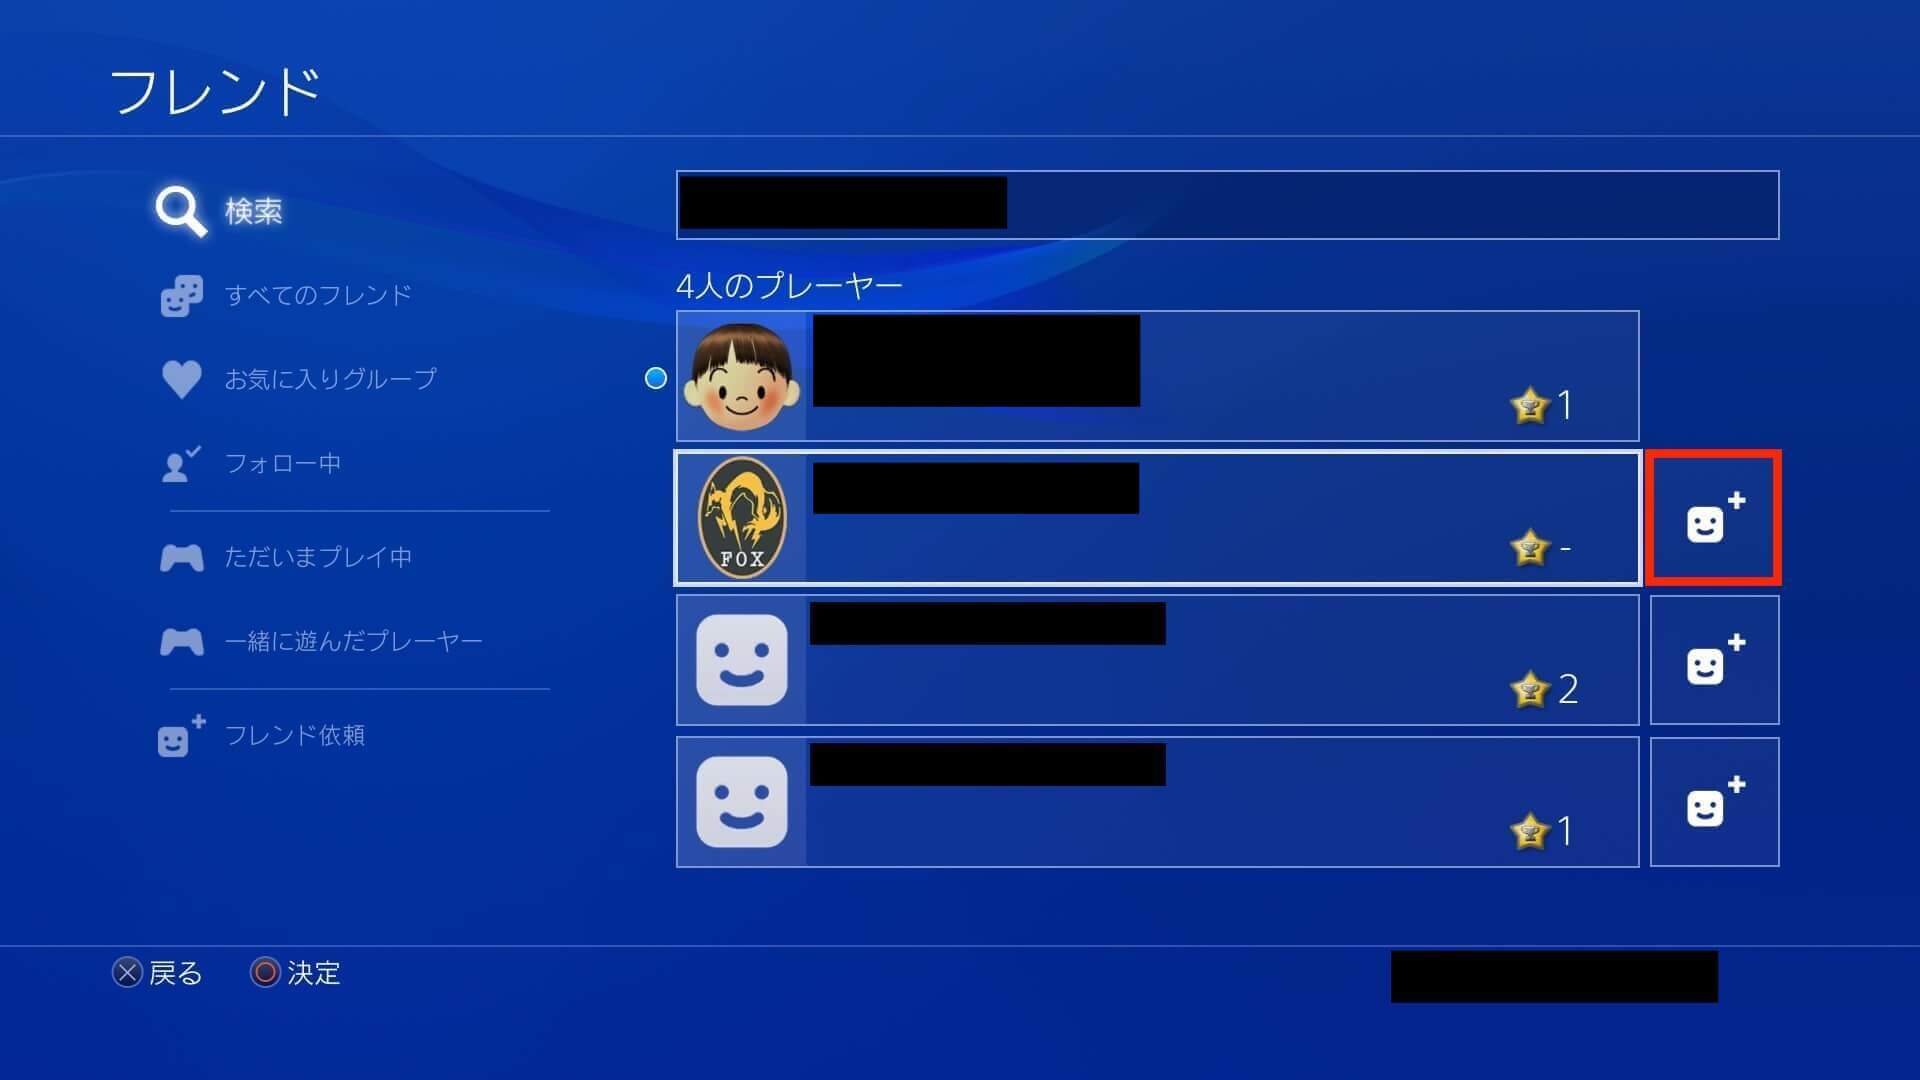 フレンド
検索
すべてのフレンド
お気に入りグループ
フォロー中
ただいまプレイ中
一緒に遊んだプレーヤー
フレンド依頼
4人のプレーヤー
1
FOX
-
2
1
戻る
決定